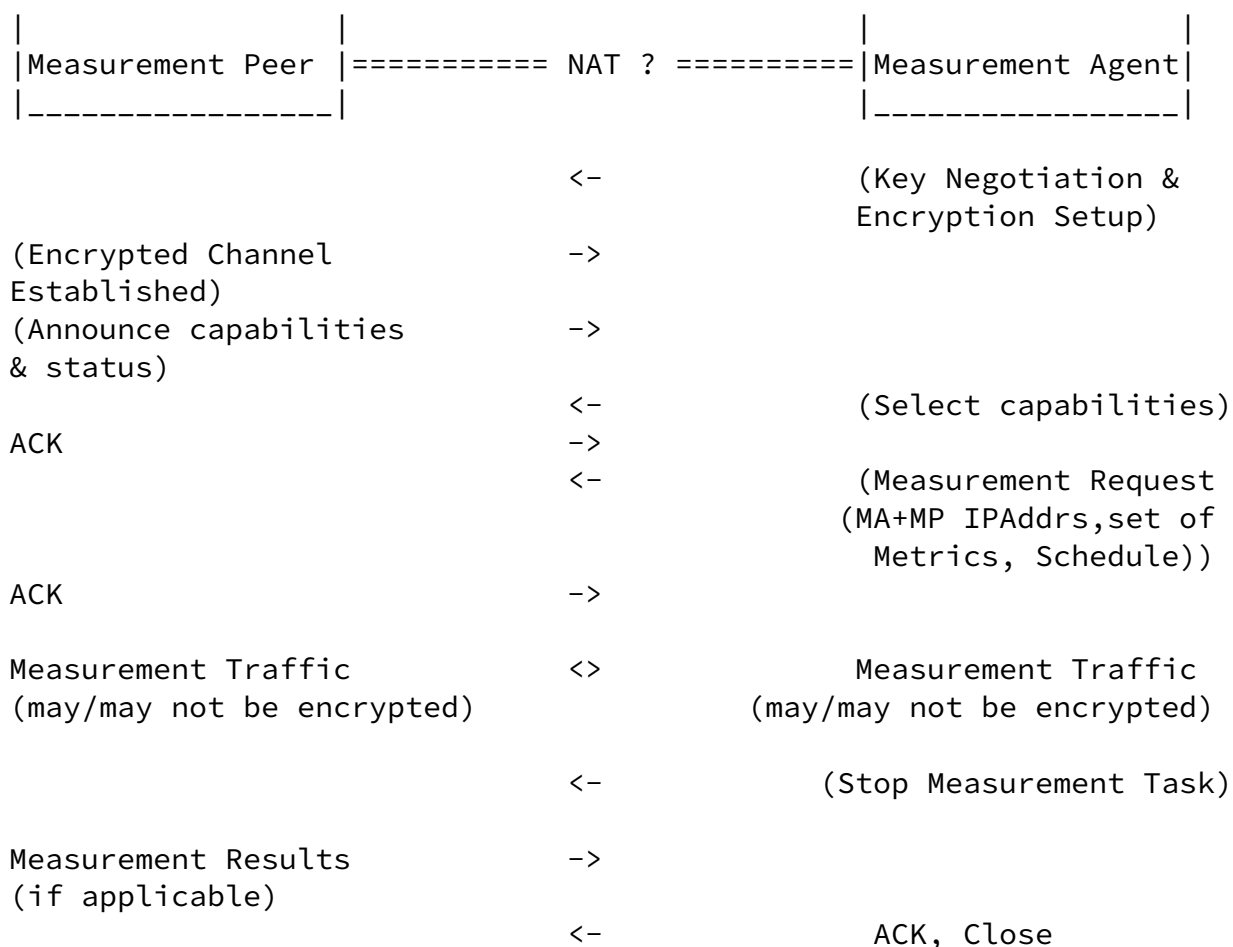 |                 |                             |                 |
|Measurement Peer |=========== NAT ? ==========|Measurement Agent|
|_________________|                             |_________________|
<-              (Key Negotiation &
Encryption Setup)
(Encrypted Channel             ->
Established)
(Announce capabilities         ->
& status)
<-              (Select capabilities)
ACK                            ->
<-              (Measurement Request
(MA+MP IPAddrs,set of
Metrics, Schedule))
ACK                            ->
Measurement Traffic            <>              Measurement Traffic
(may/may not be encrypted)               (may/may not be encrypted)
<-            (Stop Measurement Task)
Measurement Results            ->
(if applicable)
<-               ACK, Close